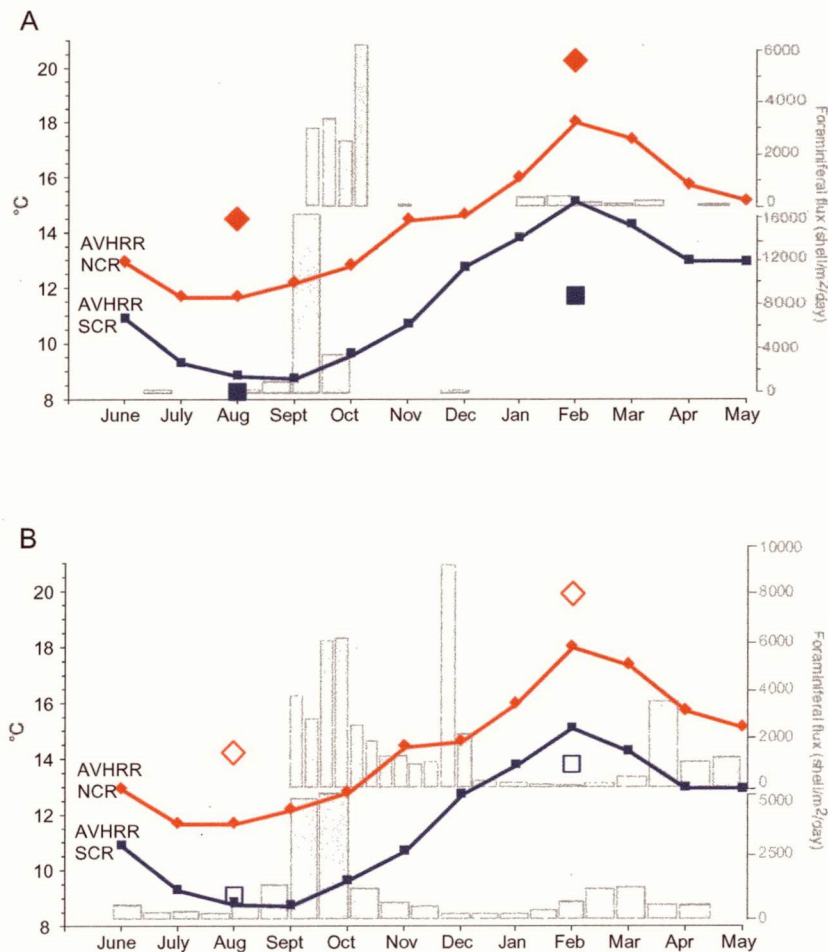 A
20
18
16
14
12
10
8
°C
AVHRR
NCR
AVHRR
SCR
6000
4000
2000
0
16000
12000
8000
4000
0
Foraminiferal flux (shell/m²/day)
June July Aug Sept Oct Nov Dec Jan Feb Mar Apr May
B
20
18
16
14
12
10
8
°C
AVHRR
NCR
AVHRR
SCR
10000
8000
6000
4000
2000
0
5000
2500
0
Foraminiferal flux (shell/m²/day)
June July Aug Sept Oct Nov Dec Jan Feb Mar Apr May